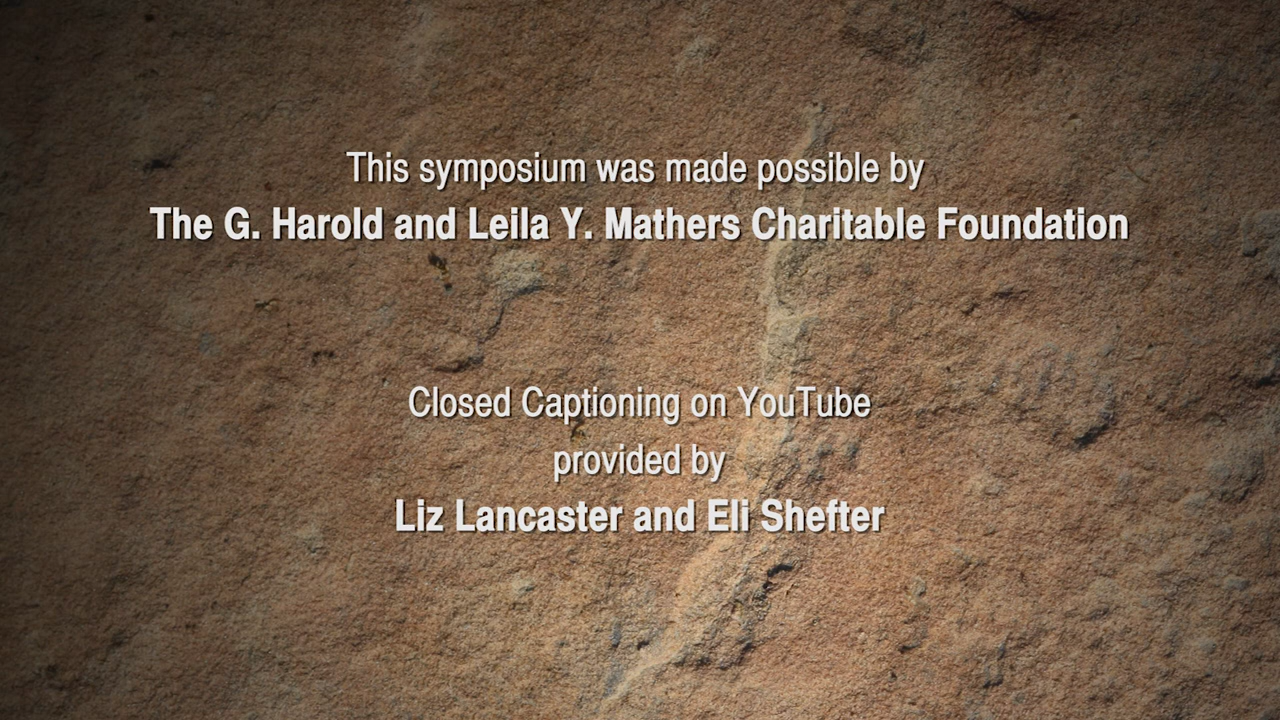 This symposium was made possible by
The G. Harold and Leila Y. Mathers Charitable Foundation
Closed Captioning on YouTube
provided by
Liz Lancaster and Eli Shefter